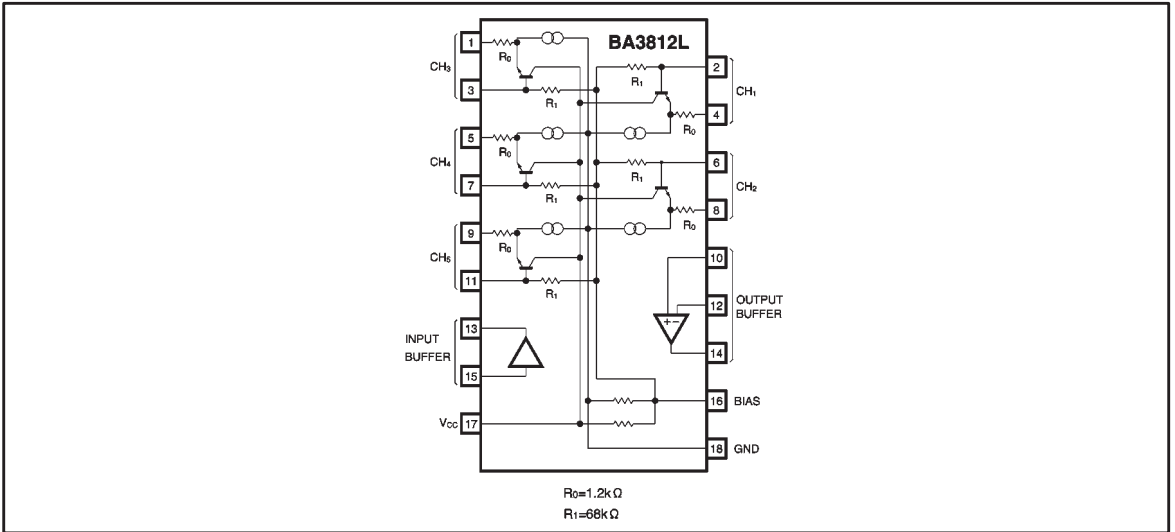 BA3812L
1
R₀
CH₃
3
R₁
2
R₁
CH₁
4
R₀
5
R₀
CH₄
7
R₁
6
R₁
CH₂
8
R₀
9
R₀
CH₅
11
R₁
10
12
+−
OUTPUT
BUFFER
14
13
INPUT
BUFFER
15
16 BIAS
VCC 17
18 GND
R₀=1.2kΩ
R₁=68kΩ